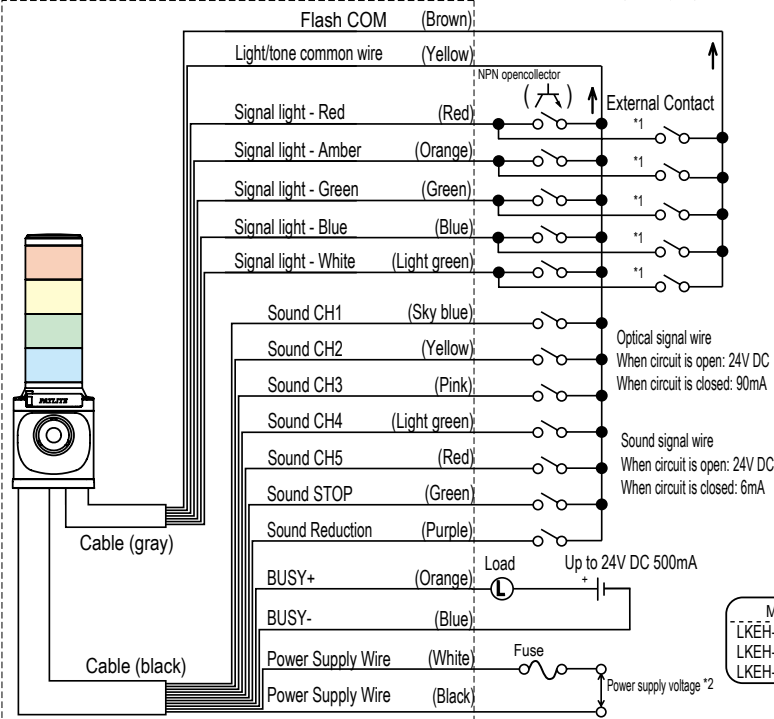 Flash COM (Brown)
Light/tone common wire (Yellow)
NPN opencollector
Signal light - Red (Red)
External Contact
*1
Signal light - Amber (Orange)
*1
Signal light - Green (Green)
*1
Signal light - Blue (Blue)
*1
Signal light - White (Light green)
*1
Sound CH1 (Sky blue)
Sound CH2 (Yellow)
Sound CH3 (Pink)
Sound CH4 (Light green)
Sound CH5 (Red)
Sound STOP (Green)
Sound Reduction (Purple)
Optical signal wire
When circuit is open: 24V DC
When circuit is closed: 90mA
Sound signal wire
When circuit is open: 24V DC
When circuit is closed: 6mA
PATLITE
Cable (gray)
BUSY+ (Orange)
Load
L
Up to 24V DC 500mA
+
BUSY- (Blue)
Cable (black)
Power Supply Wire (White)
Fuse
Power Supply Wire (Black)
Power supply voltage *2
M
LKEH-
LKEH-
LKEH-